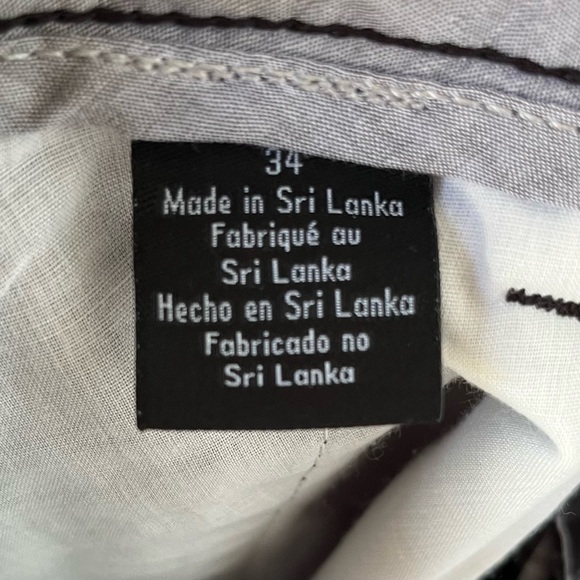 34
Made in Sri Lanka
Fabriqué au
Sri Lanka
Hecho en Sri Lanka
Fabricado no
Sri Lanka